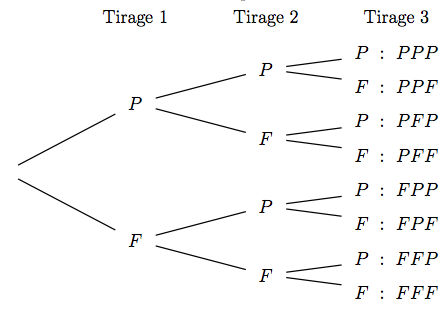 Tirage 1 Tirage 2 Tirage 3
P : PPP
P
F : PPF
P
P : PFP
F
F : PFF
P : FPP
P
F : FPF
F
P : FFP
F
F : FFF